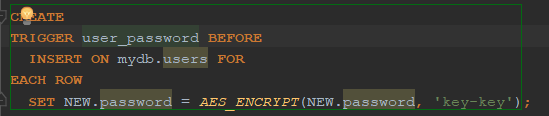 CREATE
TRIGGER user_password BEFORE
INSERT ON mydb.users FOR
EACH ROW
SET NEW.password = AES_ENCRYPT(NEW.password, 'key-key');